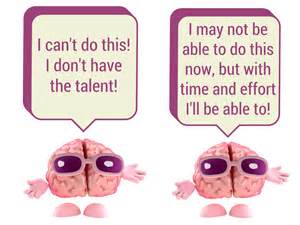 I can't do this!
I don't have
the talent!
I may not be
able to do this
now, but with
time and effort
I'll be able to!